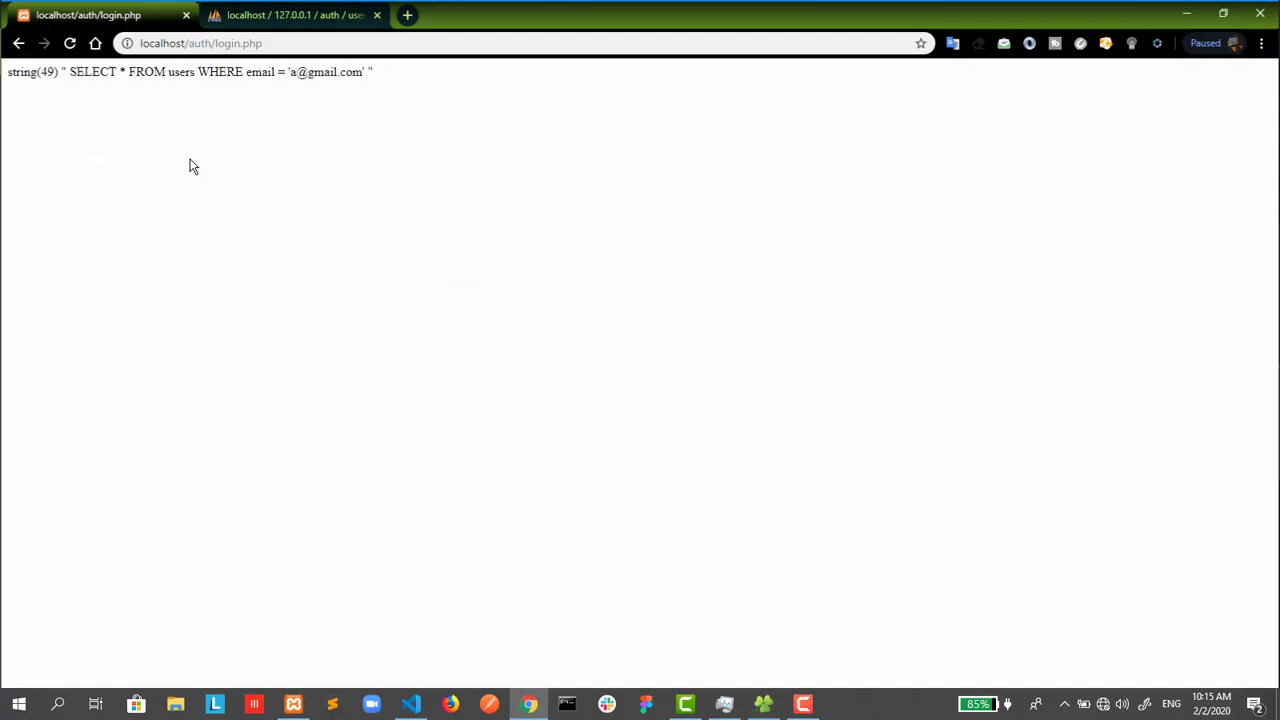 localhost/auth/login.php
localhost / 127.0.0.1 / auth / use
localhost/auth/login.php
Paused
string(49) " SELECT * FROM users WHERE email = 'a@gmail.com' "
85%
ENG
10:15 AM
2/2/2020
2